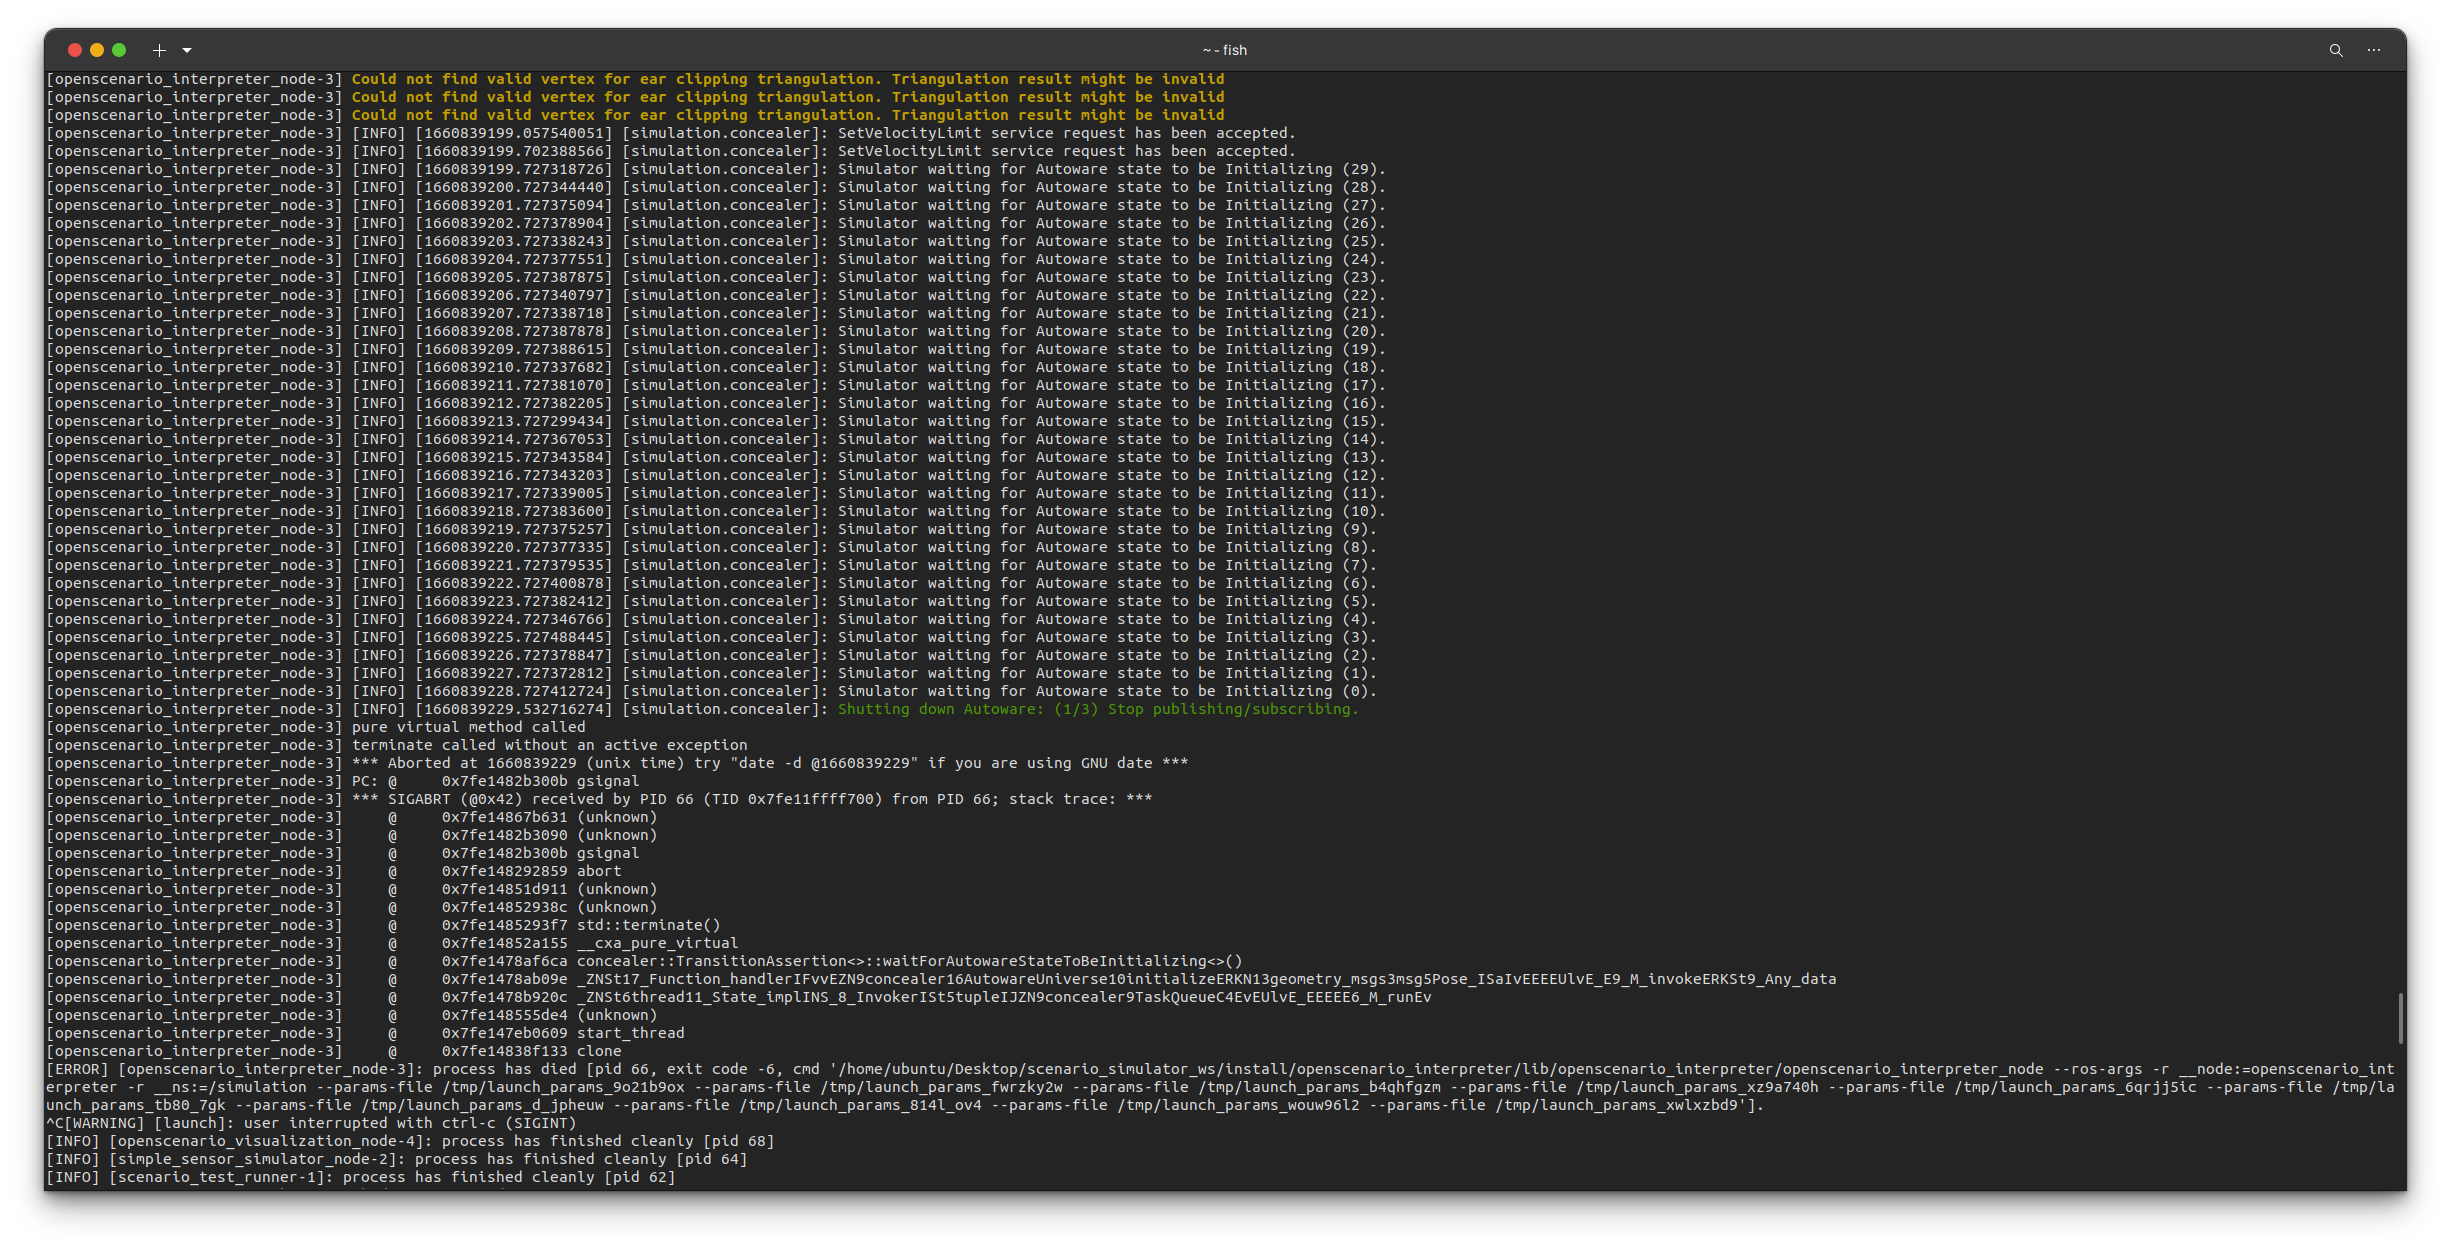 ~ - fish
[openscenario_interpreter_node-3] Could not find valid vertex for ear clipping triangulation. Triangulation result might be invalid
[openscenario_interpreter_node-3] Could not find valid vertex for ear clipping triangulation. Triangulation result might be invalid
[openscenario_interpreter_node-3] Could not find valid vertex for ear clipping triangulation. Triangulation result might be invalid
[openscenario_interpreter_node-3] [INFO] [1660839199.057540051] [simulation.concealer]: SetVelocityLimit service request has been accepted.
[openscenario_interpreter_node-3] [INFO] [1660839199.702388566] [simulation.concealer]: SetVelocityLimit service request has been accepted.
[openscenario_interpreter_node-3] [INFO] [1660839199.727318726] [simulation.concealer]: Simulator waiting for Autoware state to be Initializing (29).
[openscenario_interpreter_node-3] [INFO] [1660839200.727344440] [simulation.concealer]: Simulator waiting for Autoware state to be Initializing (28).
[openscenario_interpreter_node-3] [INFO] [1660839201.727375094] [simulation.concealer]: Simulator waiting for Autoware state to be Initializing (27).
[openscenario_interpreter_node-3] [INFO] [1660839202.727378904] [simulation.concealer]: Simulator waiting for Autoware state to be Initializing (26).
[openscenario_interpreter_node-3] [INFO] [1660839203.727338243] [simulation.concealer]: Simulator waiting for Autoware state to be Initializing (25).
[openscenario_interpreter_node-3] [INFO] [1660839204.727377551] [simulation.concealer]: Simulator waiting for Autoware state to be Initializing (24).
[openscenario_interpreter_node-3] [INFO] [1660839205.727387875] [simulation.concealer]: Simulator waiting for Autoware state to be Initializing (23).
[openscenario_interpreter_node-3] [INFO] [1660839206.727340797] [simulation.concealer]: Simulator waiting for Autoware state to be Initializing (22).
[openscenario_interpreter_node-3] [INFO] [1660839207.727338718] [simulation.concealer]: Simulator waiting for Autoware state to be Initializing (21).
[openscenario_interpreter_node-3] [INFO] [1660839208.727387878] [simulation.concealer]: Simulator waiting for Autoware state to be Initializing (20).
[openscenario_interpreter_node-3] [INFO] [1660839209.727388615] [simulation.concealer]: Simulator waiting for Autoware state to be Initializing (19).
[openscenario_interpreter_node-3] [INFO] [1660839210.727337682] [simulation.concealer]: Simulator waiting for Autoware state to be Initializing (18).
[openscenario_interpreter_node-3] [INFO] [1660839211.727381070] [simulation.concealer]: Simulator waiting for Autoware state to be Initializing (17).
[openscenario_interpreter_node-3] [INFO] [1660839212.727382205] [simulation.concealer]: Simulator waiting for Autoware state to be Initializing (16).
[openscenario_interpreter_node-3] [INFO] [1660839213.727299434] [simulation.concealer]: Simulator waiting for Autoware state to be Initializing (15).
[openscenario_interpreter_node-3] [INFO] [1660839214.727367053] [simulation.concealer]: Simulator waiting for Autoware state to be Initializing (14).
[openscenario_interpreter_node-3] [INFO] [1660839215.727343584] [simulation.concealer]: Simulator waiting for Autoware state to be Initializing (13).
[openscenario_interpreter_node-3] [INFO] [1660839216.727343203] [simulation.concealer]: Simulator waiting for Autoware state to be Initializing (12).
[openscenario_interpreter_node-3] [INFO] [1660839217.727339005] [simulation.concealer]: Simulator waiting for Autoware state to be Initializing (11).
[openscenario_interpreter_node-3] [INFO] [1660839218.727383600] [simulation.concealer]: Simulator waiting for Autoware state to be Initializing (10).
[openscenario_interpreter_node-3] [INFO] [1660839219.727375257] [simulation.concealer]: Simulator waiting for Autoware state to be Initializing (9).
[openscenario_interpreter_node-3] [INFO] [1660839220.727377335] [simulation.concealer]: Simulator waiting for Autoware state to be Initializing (8).
[openscenario_interpreter_node-3] [INFO] [1660839221.727379535] [simulation.concealer]: Simulator waiting for Autoware state to be Initializing (7).
[openscenario_interpreter_node-3] [INFO] [1660839222.727400878] [simulation.concealer]: Simulator waiting for Autoware state to be Initializing (6).
[openscenario_interpreter_node-3] [INFO] [1660839223.727382412] [simulation.concealer]: Simulator waiting for Autoware state to be Initializing (5).
[openscenario_interpreter_node-3] [INFO] [1660839224.727346766] [simulation.concealer]: Simulator waiting for Autoware state to be Initializing (4).
[openscenario_interpreter_node-3] [INFO] [1660839225.727488445] [simulation.concealer]: Simulator waiting for Autoware state to be Initializing (3).
[openscenario_interpreter_node-3] [INFO] [1660839226.727378847] [simulation.concealer]: Simulator waiting for Autoware state to be Initializing (2).
[openscenario_interpreter_node-3] [INFO] [1660839227.727372812] [simulation.concealer]: Simulator waiting for Autoware state to be Initializing (1).
[openscenario_interpreter_node-3] [INFO] [1660839228.727412724] [simulation.concealer]: Simulator waiting for Autoware state to be Initializing (0).
[openscenario_interpreter_node-3] [INFO] [1660839229.532716274] [simulation.concealer]: Shutting down Autoware: (1/3) Stop publishing/subscribing.
[openscenario_interpreter_node-3] pure virtual method called
[openscenario_interpreter_node-3] terminate called without an active exception
[openscenario_interpreter_node-3] *** Aborted at 1660839229 (unix time) try "date -d @1660839229" if you are using GNU date ***
[openscenario_interpreter_node-3] PC: @     0x7fe1482b300b gsignal
[openscenario_interpreter_node-3] *** SIGABRT (@0x42) received by PID 66 (TID 0x7fe11ffff700) from PID 66; stack trace: ***
[openscenario_interpreter_node-3]     @     0x7fe14867b631 (unknown)
[openscenario_interpreter_node-3]     @     0x7fe1482b3090 (unknown)
[openscenario_interpreter_node-3]     @     0x7fe1482b300b gsignal
[openscenario_interpreter_node-3]     @     0x7fe148292859 abort
[openscenario_interpreter_node-3]     @     0x7fe14851d911 (unknown)
[openscenario_interpreter_node-3]     @     0x7fe14852938c (unknown)
[openscenario_interpreter_node-3]     @     0x7fe1485293f7 std::terminate()
[openscenario_interpreter_node-3]     @     0x7fe14852a155 __cxa_pure_virtual
[openscenario_interpreter_node-3]     @     0x7fe1478af6ca concealer::TransitionAssertion<>::waitForAutowareStateToBeInitializing<>()
[openscenario_interpreter_node-3]     @     0x7fe1478ab09e _ZNSt17_Function_handlerIFvvEZN9concealer16AutowareUniverse10initializeERKN13geometry_msgs3msg5Pose_ISaIvEEEEUlvE_E9_M_invokeERKSt9_Any_data
[openscenario_interpreter_node-3]     @     0x7fe1478b920c _ZNSt6thread11_State_implINS_8_InvokerISt5tupleIJZN9concealer9TaskQueueC4EvEUlvE_EEEEE6_M_runEv
[openscenario_interpreter_node-3]     @     0x7fe148555de4 (unknown)
[openscenario_interpreter_node-3]     @     0x7fe147eb0609 start_thread
[openscenario_interpreter_node-3]     @     0x7fe14838f133 clone
[ERROR] [openscenario_interpreter_node-3]: process has died [pid 66, exit code -6, cmd '/home/ubuntu/Desktop/scenario_simulator_ws/install/openscenario_interpreter/lib/openscenario_interpreter/openscenario_interpreter_node --ros-args -r __node:=openscenario_int
erpreter -r __ns:=/simulation --params-file /tmp/launch_params_9o21b9ox --params-file /tmp/launch_params_fwrzky2w --params-file /tmp/launch_params_b4qhfgzm --params-file /tmp/launch_params_xz9a740h --params-file /tmp/launch_params_6qrjj5ic --params-file /tmp/la
unch_params_tb80_7gk --params-file /tmp/launch_params_d_jpheuw --params-file /tmp/launch_params_814l_ov4 --params-file /tmp/launch_params_wouw96l2 --params-file /tmp/launch_params_xwlxzbd9'].
^C[WARNING] [launch]: user interrupted with ctrl-c (SIGINT)
[INFO] [openscenario_visualization_node-4]: process has finished cleanly [pid 68]
[INFO] [simple_sensor_simulator_node-2]: process has finished cleanly [pid 64]
[INFO] [scenario_test_runner-1]: process has finished cleanly [pid 62]